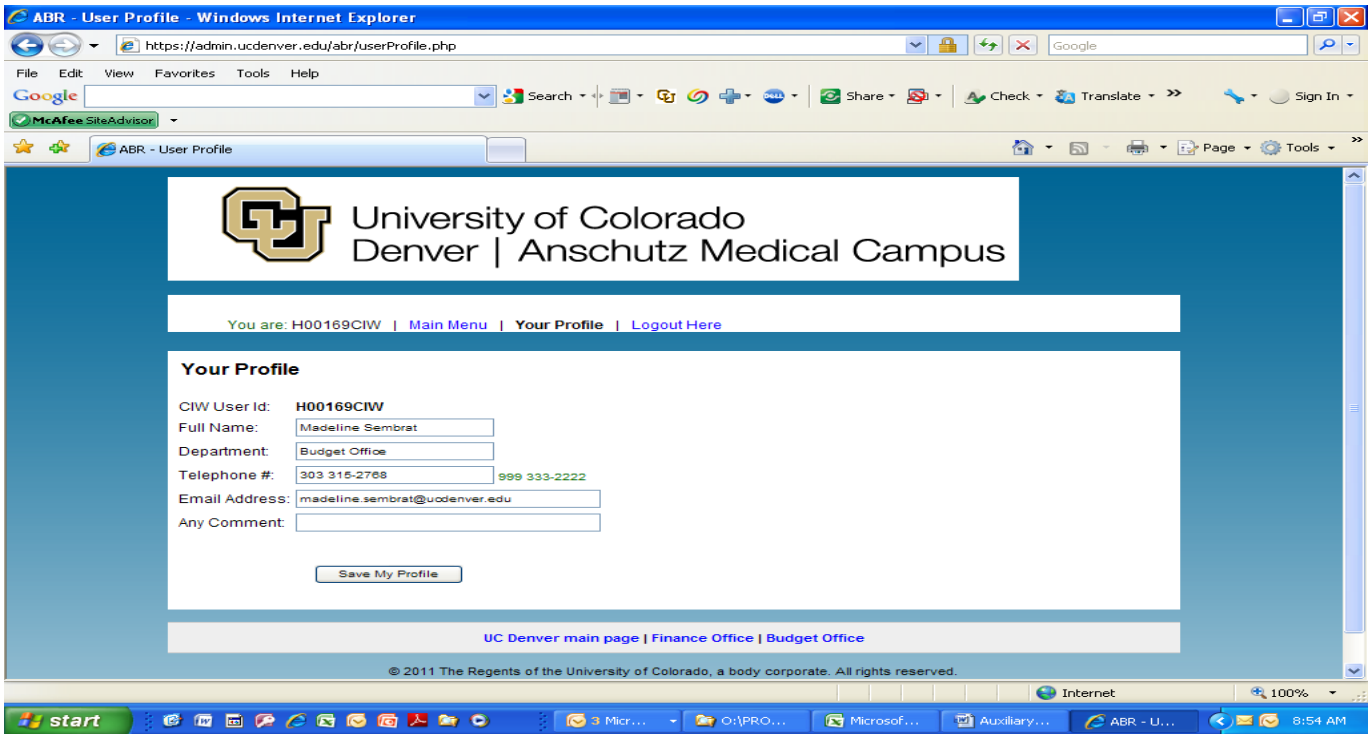 ABR - User Profile - Windows Internet Explorer
https://admin.ucdenver.edu/abr/userProfile.php
Google
File Edit View Favorites Tools Help
Google Search Share Check Translate Sign In
McAfee SiteAdvisor
ABR - User Profile Page Tools
University of Colorado
Denver | Anschutz Medical Campus
You are: H00169CIW | Main Menu | Your Profile | Logout Here
Your Profile
CIW User Id: H00169CIW
Full Name: Madeline Sembrat
Department: Budget Office
Telephone #: 303 315-2768 999 333-2222
Email Address: madeline.sembrat@ucdenver.edu
Any Comment:
Save My Profile
UC Denver main page | Finance Office | Budget Office
© 2011 The Regents of the University of Colorado, a body corporate. All rights reserved.
Internet 100%
start 3 Micr... O:\PRO... Microsof... Auxiliary... ABR - U... 8:54 AM